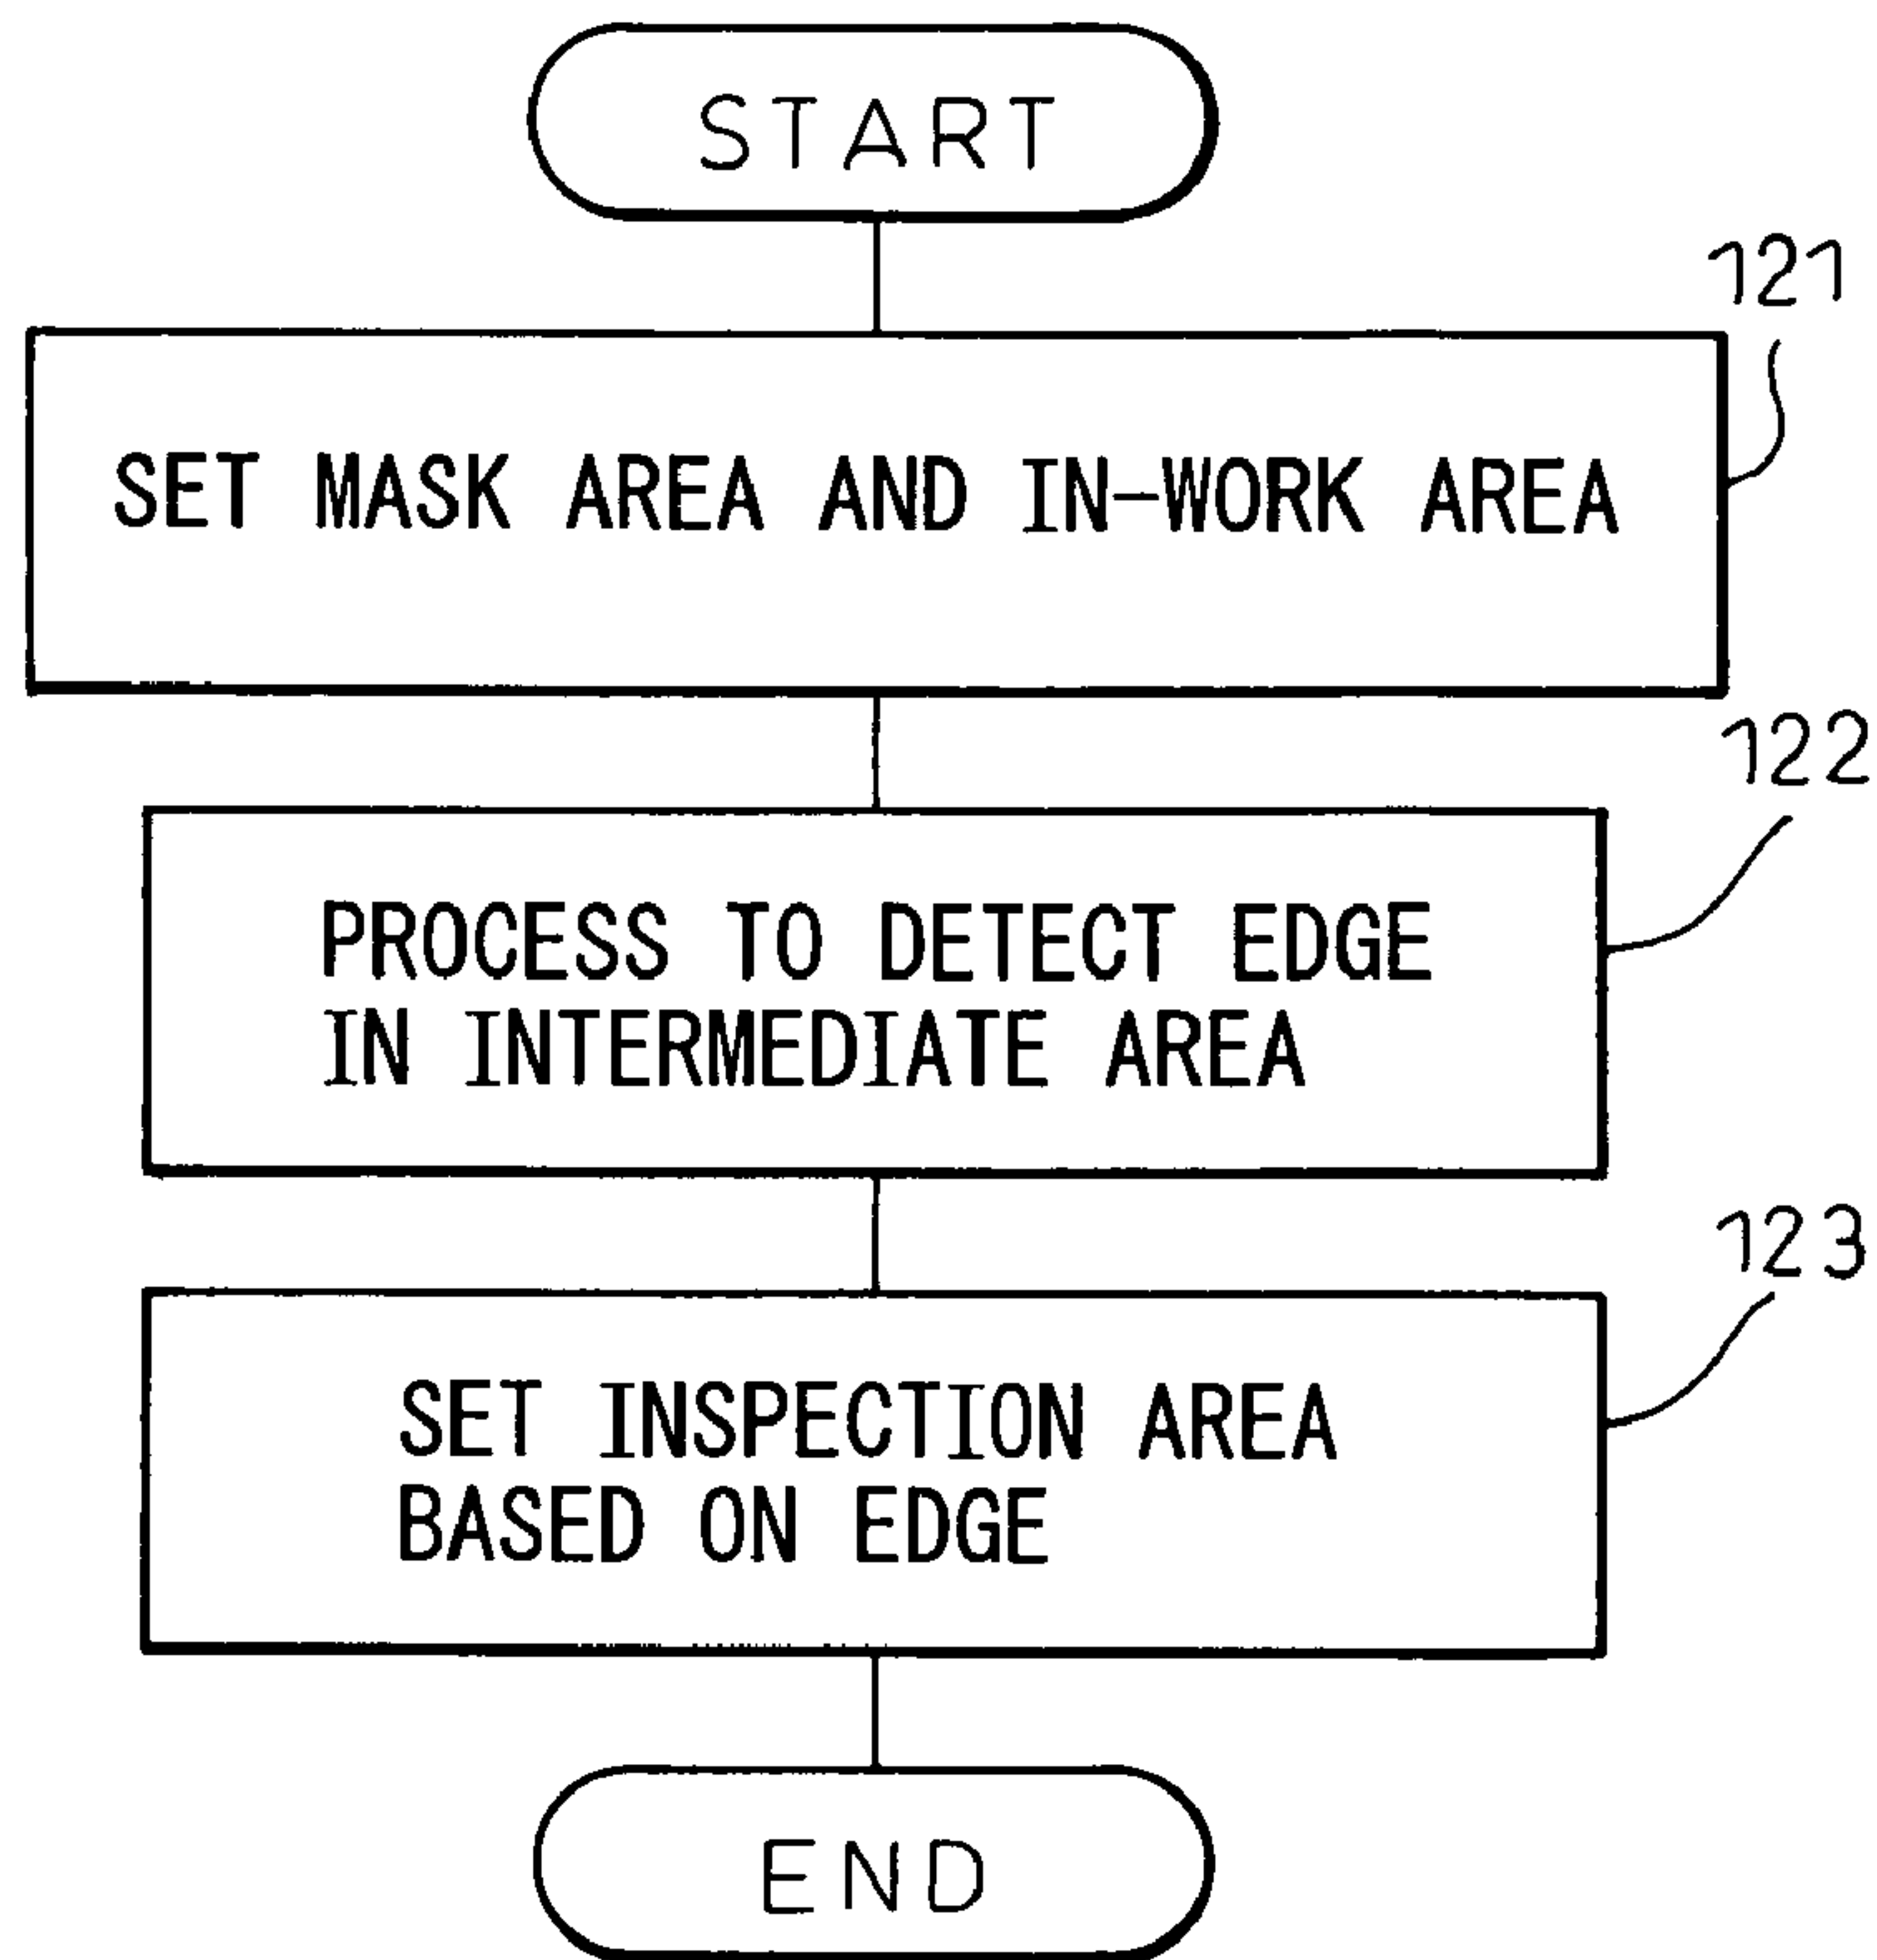 START
121
SET MASK AREA AND IN-WORK AREA
122
PROCESS TO DETECT EDGE
IN INTERMEDIATE AREA
123
SET INSPECTION AREA
BASED ON EDGE
END